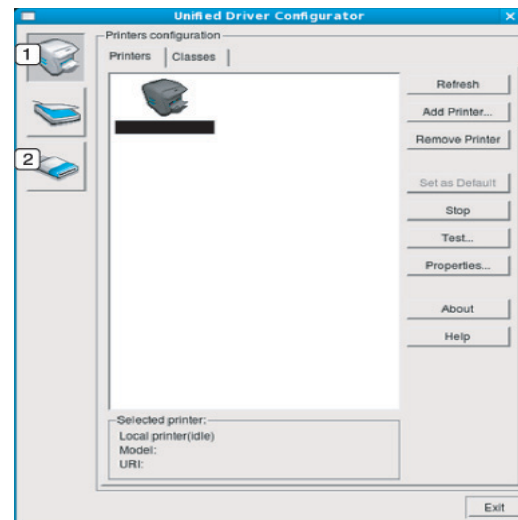 Unified Driver Configurator
Printers configuration
Printers Classes
1
2
Refresh
Add Printer...
Remove Printer
Set as Default
Stop
Test...
Properties...
About
Help
Selected printer:
Local printer(idle)
Model:
URI:
Exit